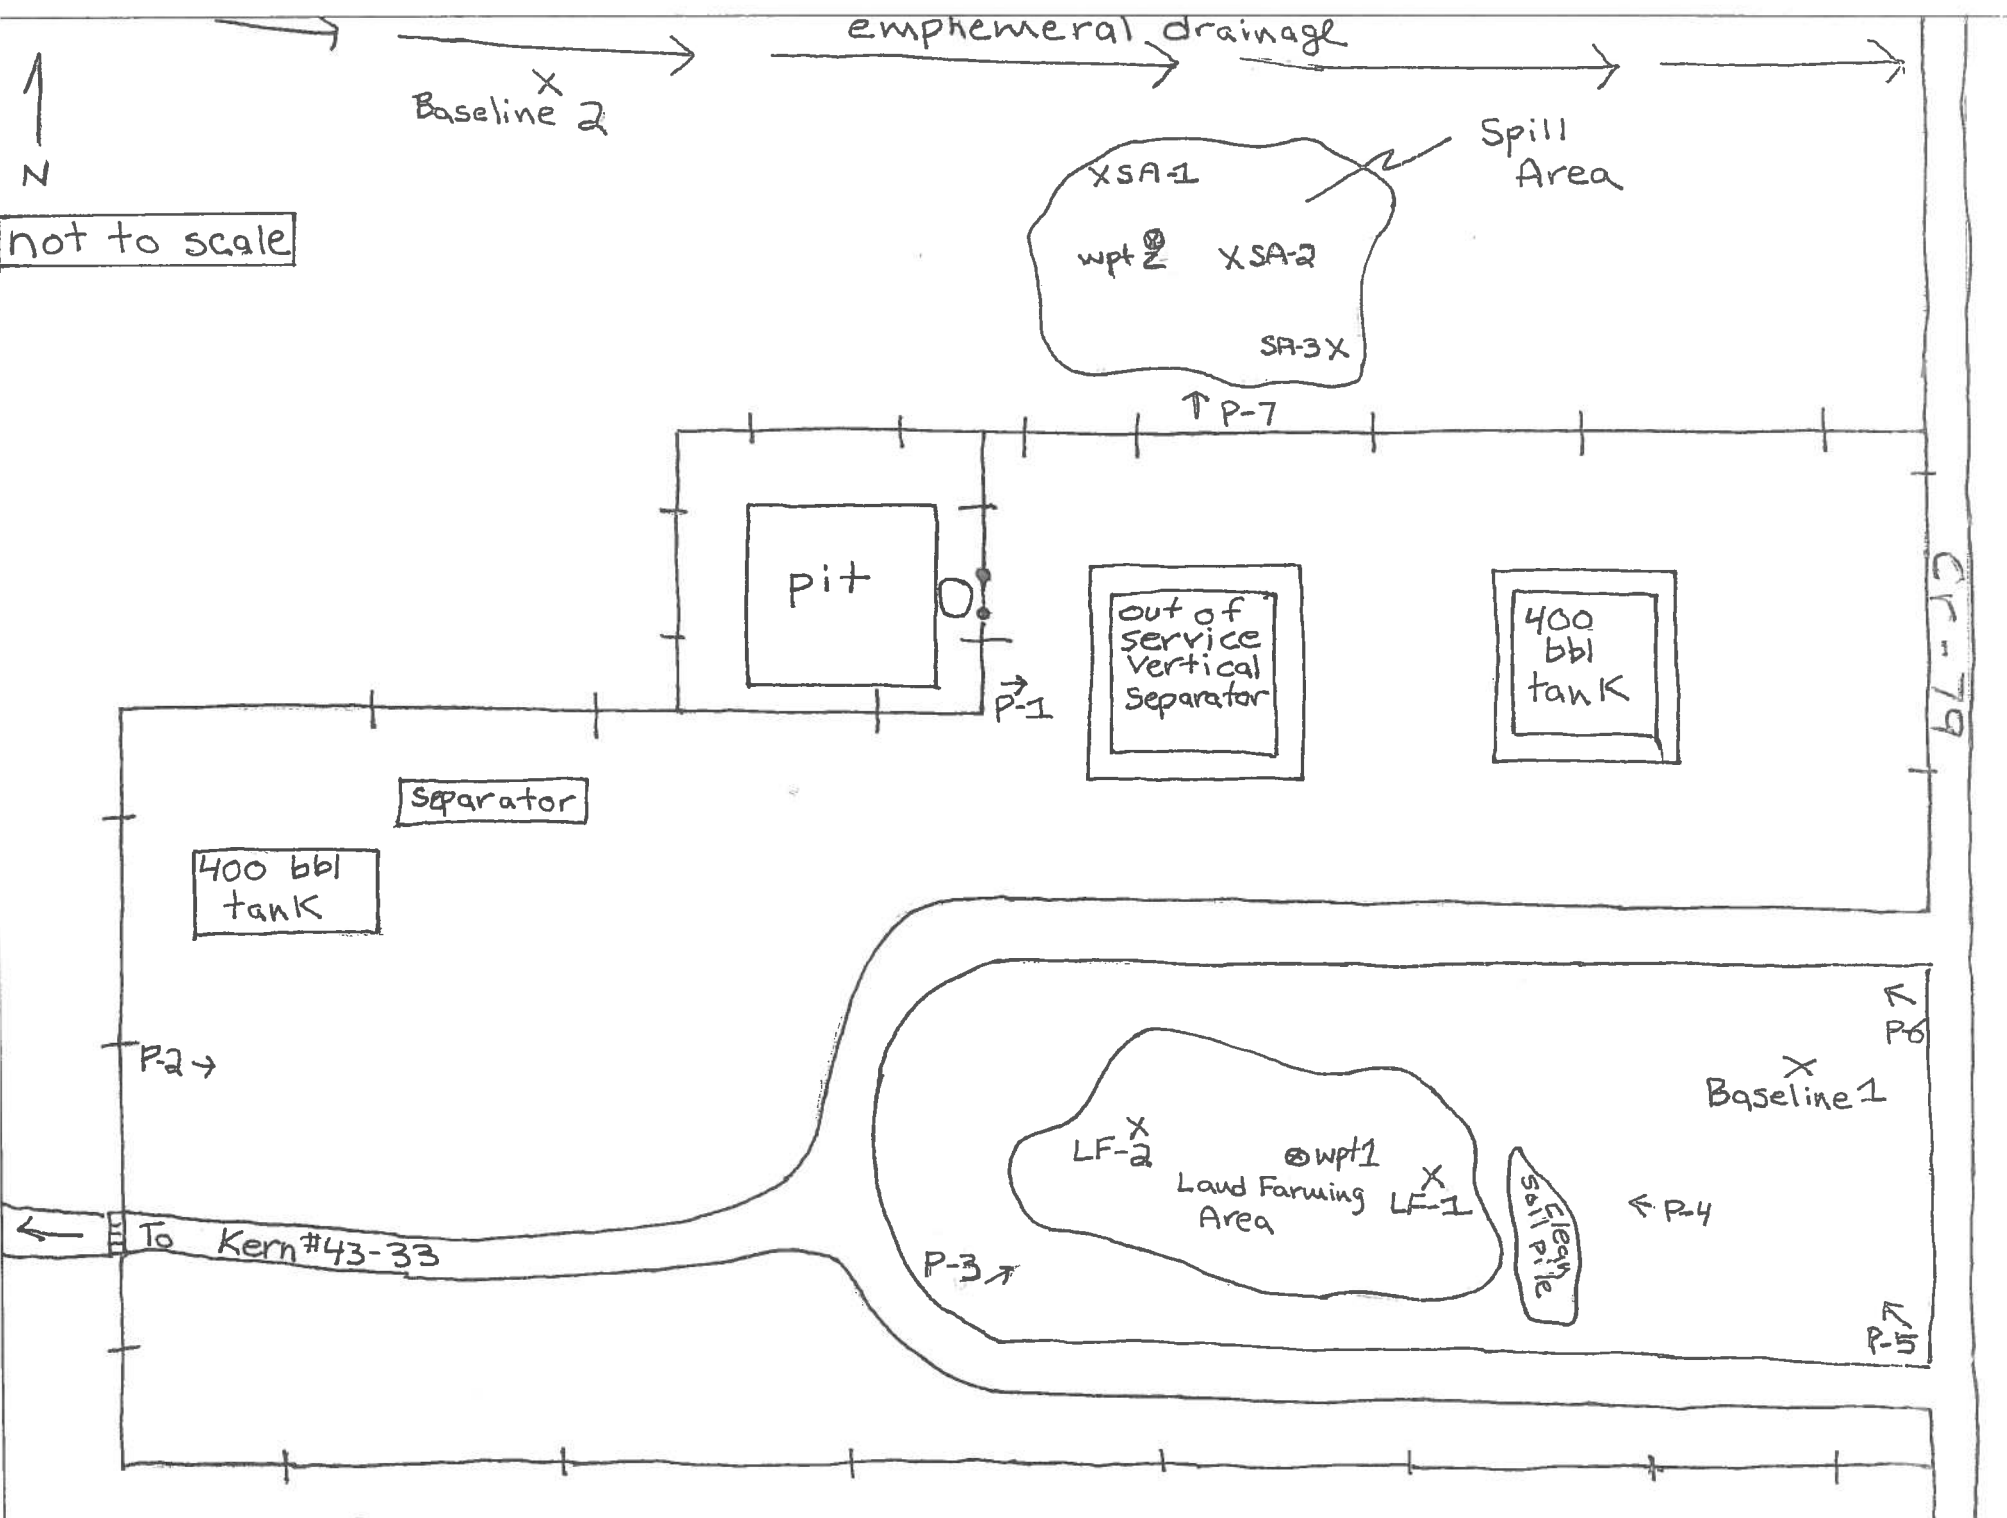 emphemeral drainage
Baseline 2
N
not to scale
Spill
Area
XSA-1
wpt 2
XSA-2
SA-3X
P-7
pit
out of
service
vertical
separator
400
bbl
tank
Cr-79
P-1
separator
400 bbl
tank
P-2
P-6
X
Baseline 1
X
LF-2
wpt1
Land Farming
Area
X
LF-1
Clean
Soil Pile
P-4
P-3
P-5
To Kern #43-33